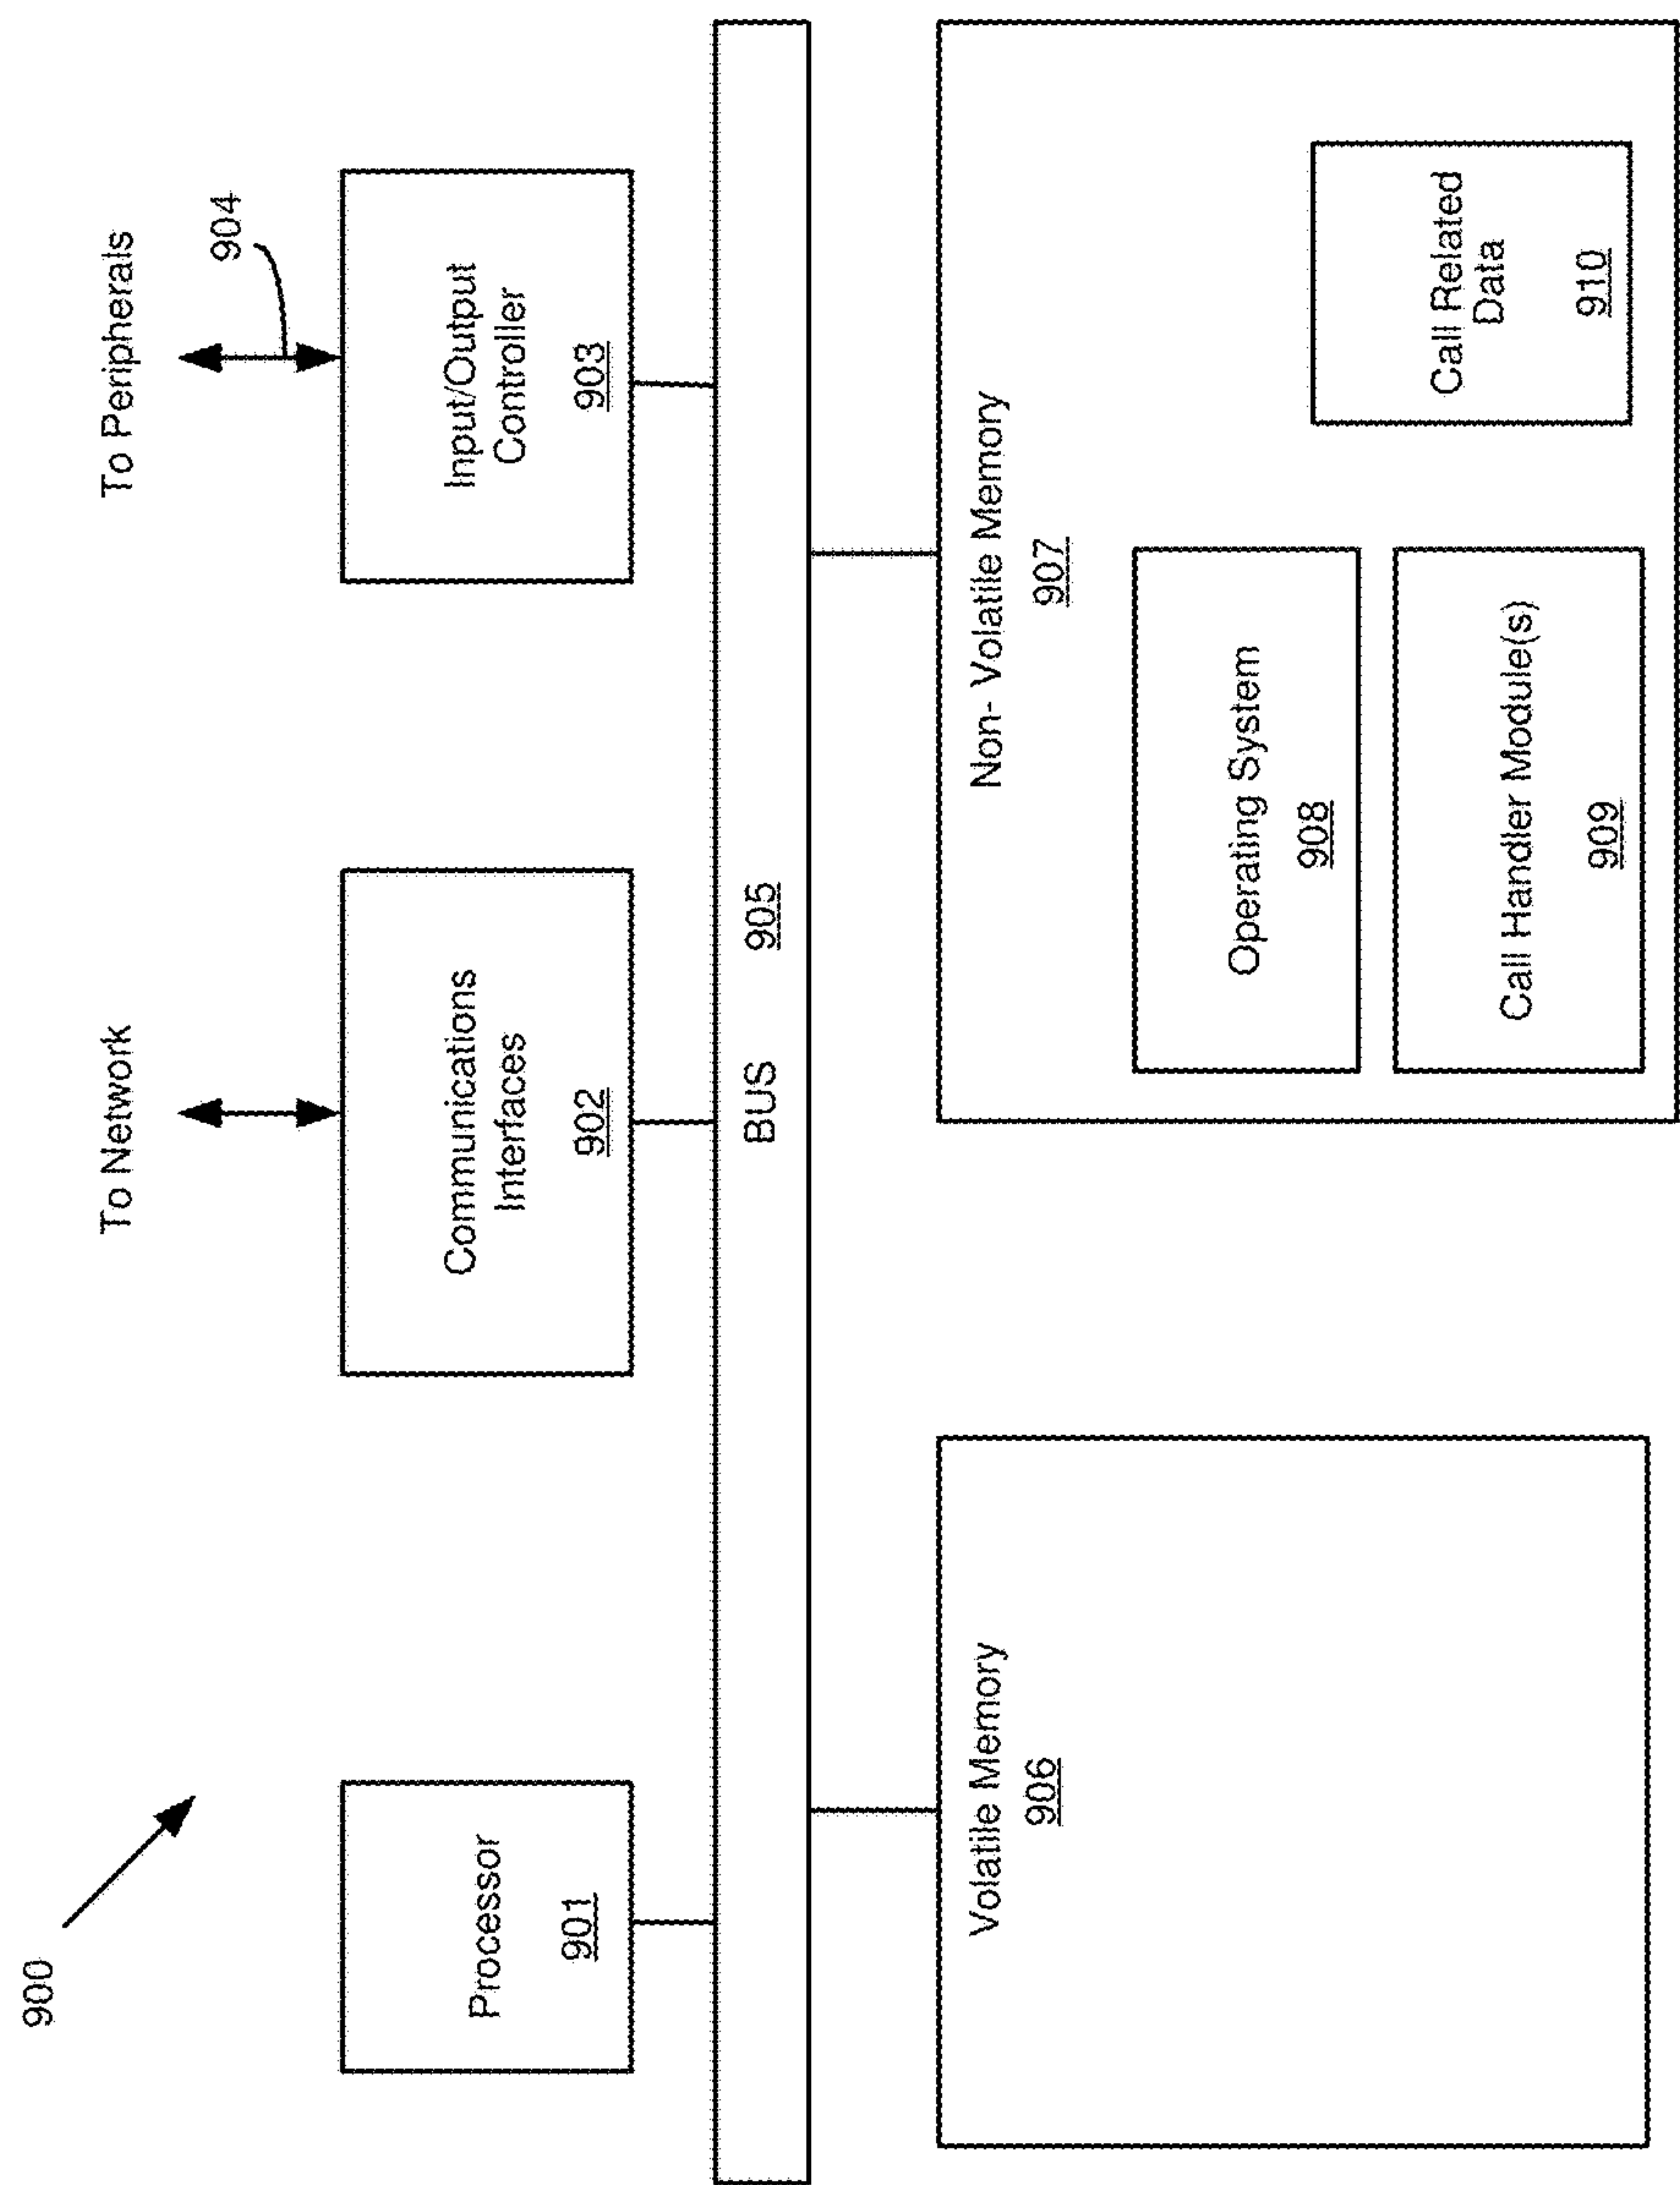 900
To Network
To Peripherals
904
Processor
901
Communications
Interfaces
902
Input/Output
Controller
903
BUS 905
Volatile Memory
906
Non- Volatile Memory
907
Operating System
908
Call Handler Module(s)
909
Call Related
Data
910